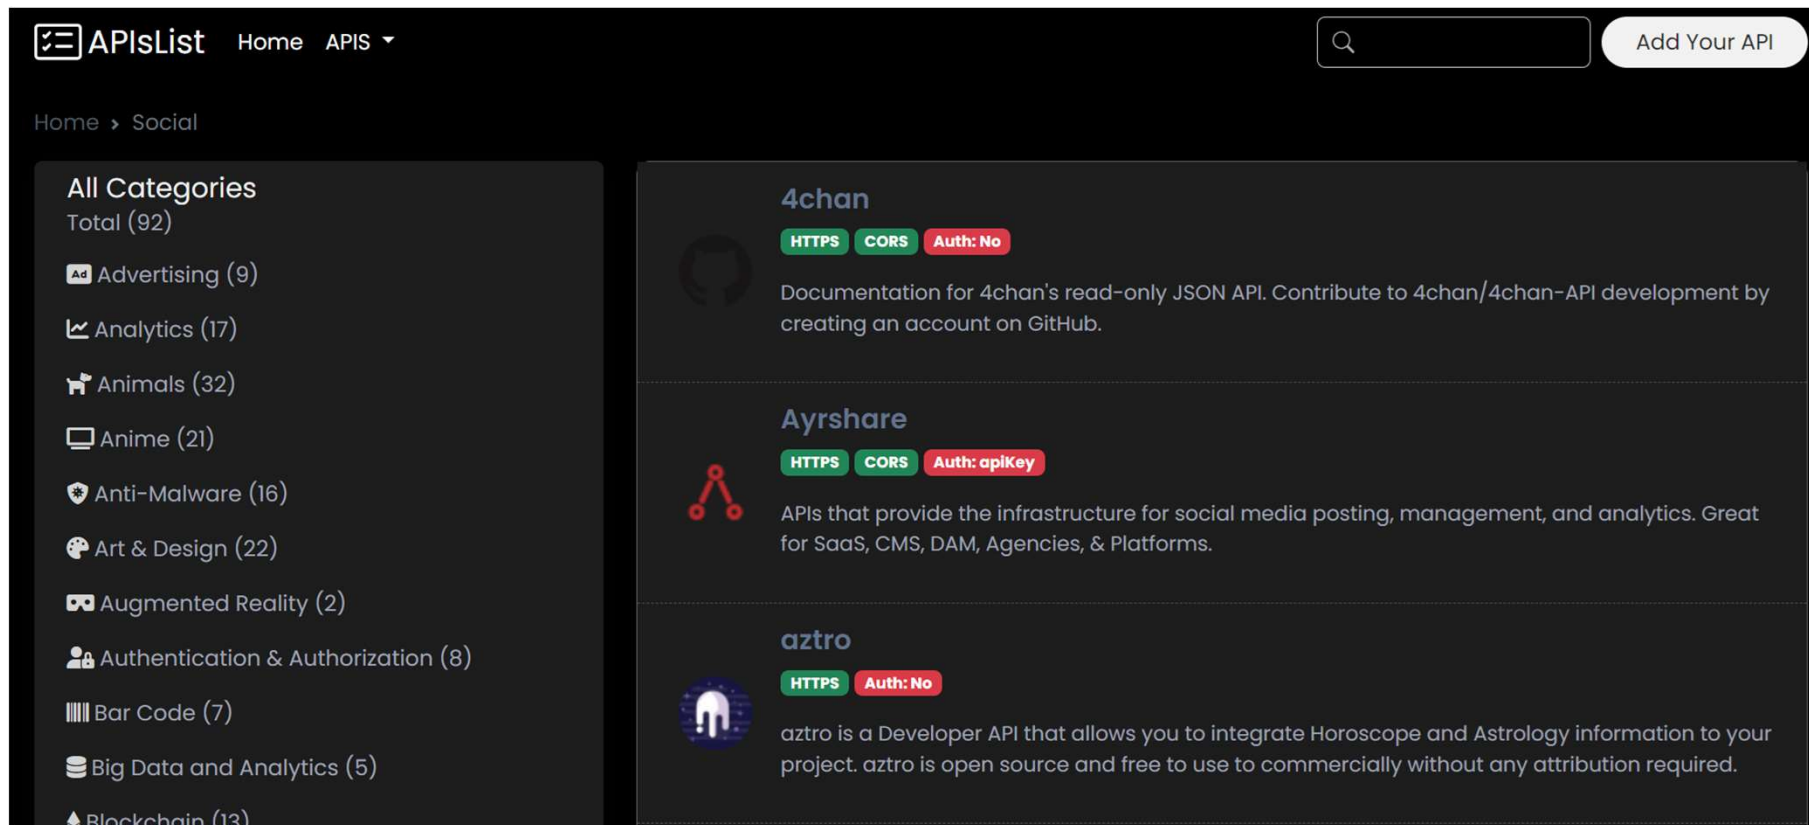 APIsList Home APIS
Add Your API
Home › Social
All Categories
Total (92)
Ad Advertising (9)
Analytics (17)
Animals (32)
Anime (21)
Anti-Malware (16)
Art & Design (22)
Augmented Reality (2)
Authentication & Authorization (8)
Bar Code (7)
Big Data and Analytics (5)
Blockchain (13)
4chan
HTTPS CORS Auth: No
Documentation for 4chan's read-only JSON API. Contribute to 4chan/4chan-API development by
creating an account on GitHub.
Ayrshare
HTTPS CORS Auth: apiKey
APIs that provide the infrastructure for social media posting, management, and analytics. Great
for SaaS, CMS, DAM, Agencies, & Platforms.
aztro
HTTPS Auth: No
aztro is a Developer API that allows you to integrate Horoscope and Astrology information to your
project. aztro is open source and free to use to commercially without any attribution required.